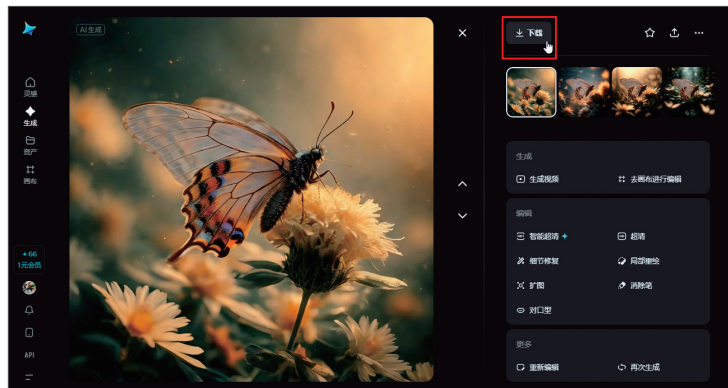 AI生成
下载
灵感
生成
资产
画布
+66
1元会员
API
生成
生成视频
去画布进行编辑
编辑
智能超清
HD 超清
细节修复
局部重绘
扩图
消除笔
对口型
更多
重新编辑
再次生成